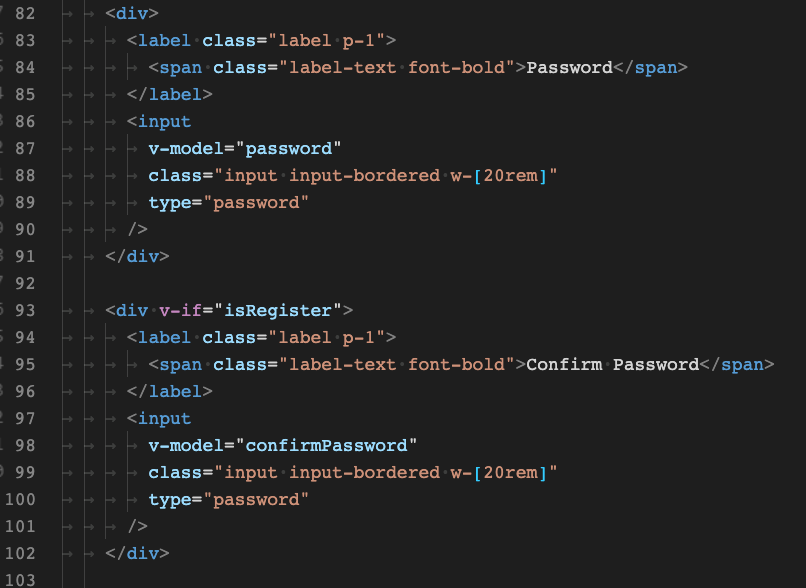 82 <div>
83 <label class="label p-1">
84 <span class="label-text font-bold">Password</span>
85 </label>
86 <input
87 v-model="password"
88 class="input input-bordered w-[20rem]"
89 type="password"
90 />
91 </div>
92
93 <div v-if="isRegister">
94 <label class="label p-1">
95 <span class="label-text font-bold">Confirm Password</span>
96 </label>
97 <input
98 v-model="confirmPassword"
99 class="input input-bordered w-[20rem]"
100 type="password"
101 />
102 </div>
103